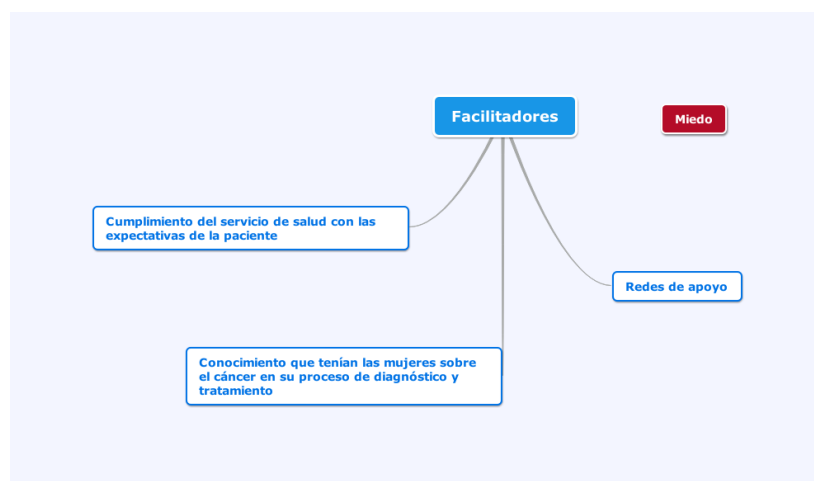 Facilitadores
Miedo
Cumplimiento del servicio de salud con las
expectativas de la paciente
Redes de apoyo
Conocimiento que tenían las mujeres sobre
el cáncer en su proceso de diagnóstico y
tratamiento